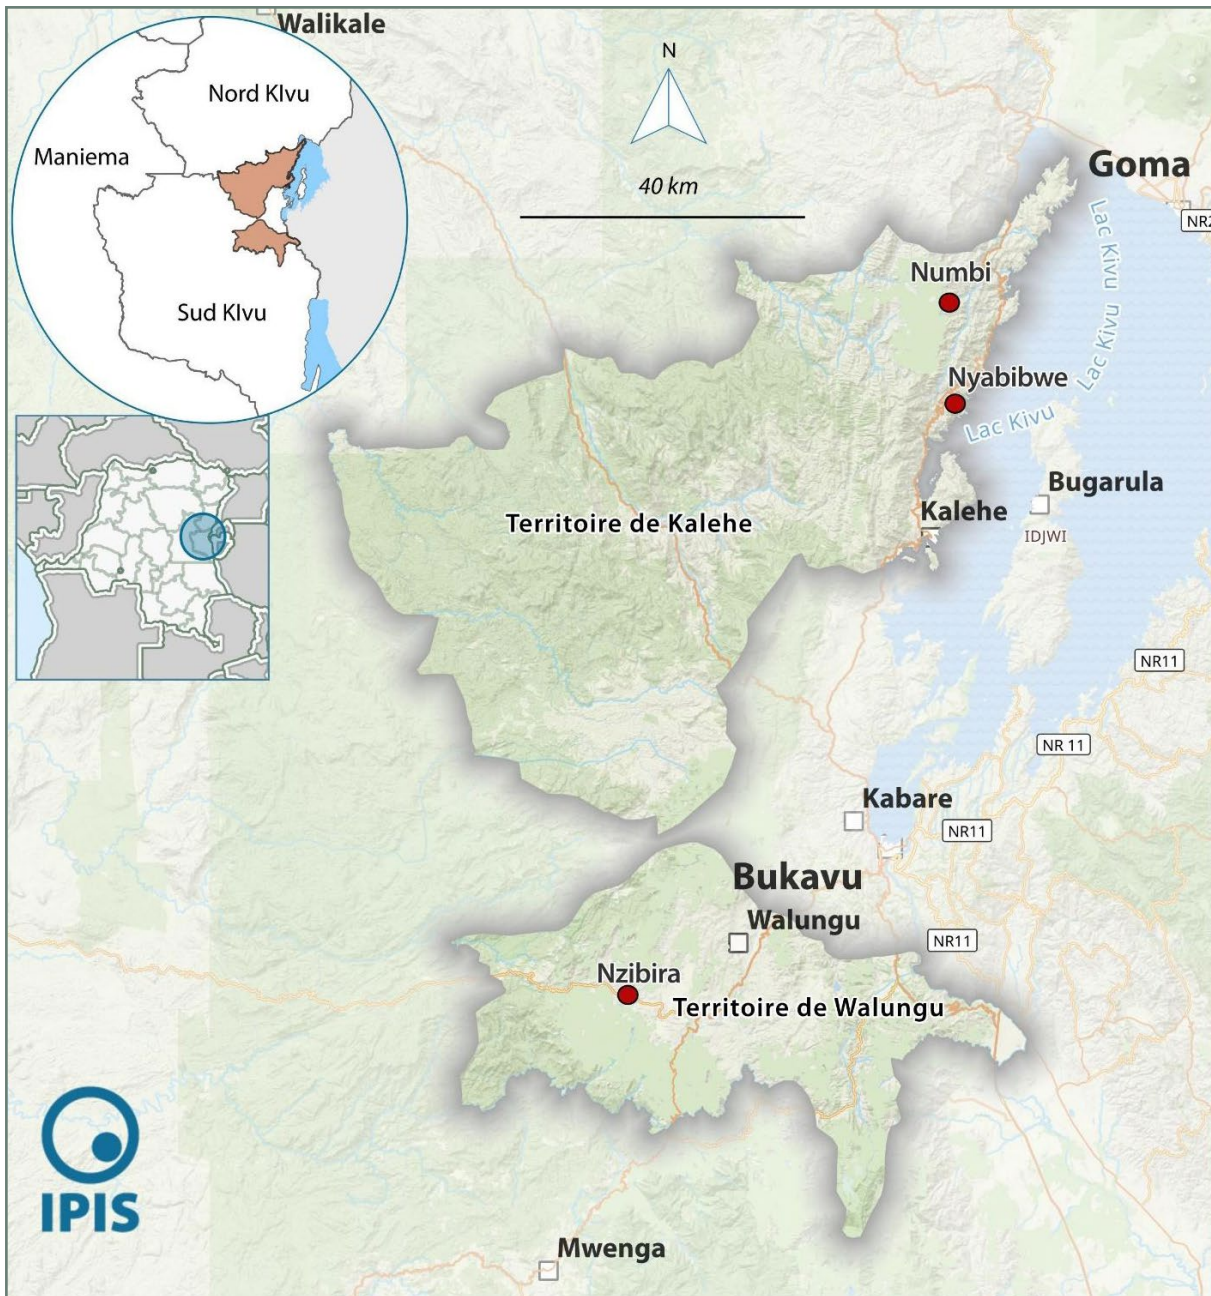 Walikale
Nord KIvu
Maniema
Sud KIvu
N
40 km
Goma
NR2
Lac Kivu
Lac Kivu
Lac Kivu
Numbi
Nyabibwe
Bugarula
IDJWI
Kalehe
Territoire de Kalehe
NR11
NR 11
Kabare
NR11
Bukavu
Walungu
NR11
Nzibira
Territoire de Walungu
IPIS
Mwenga